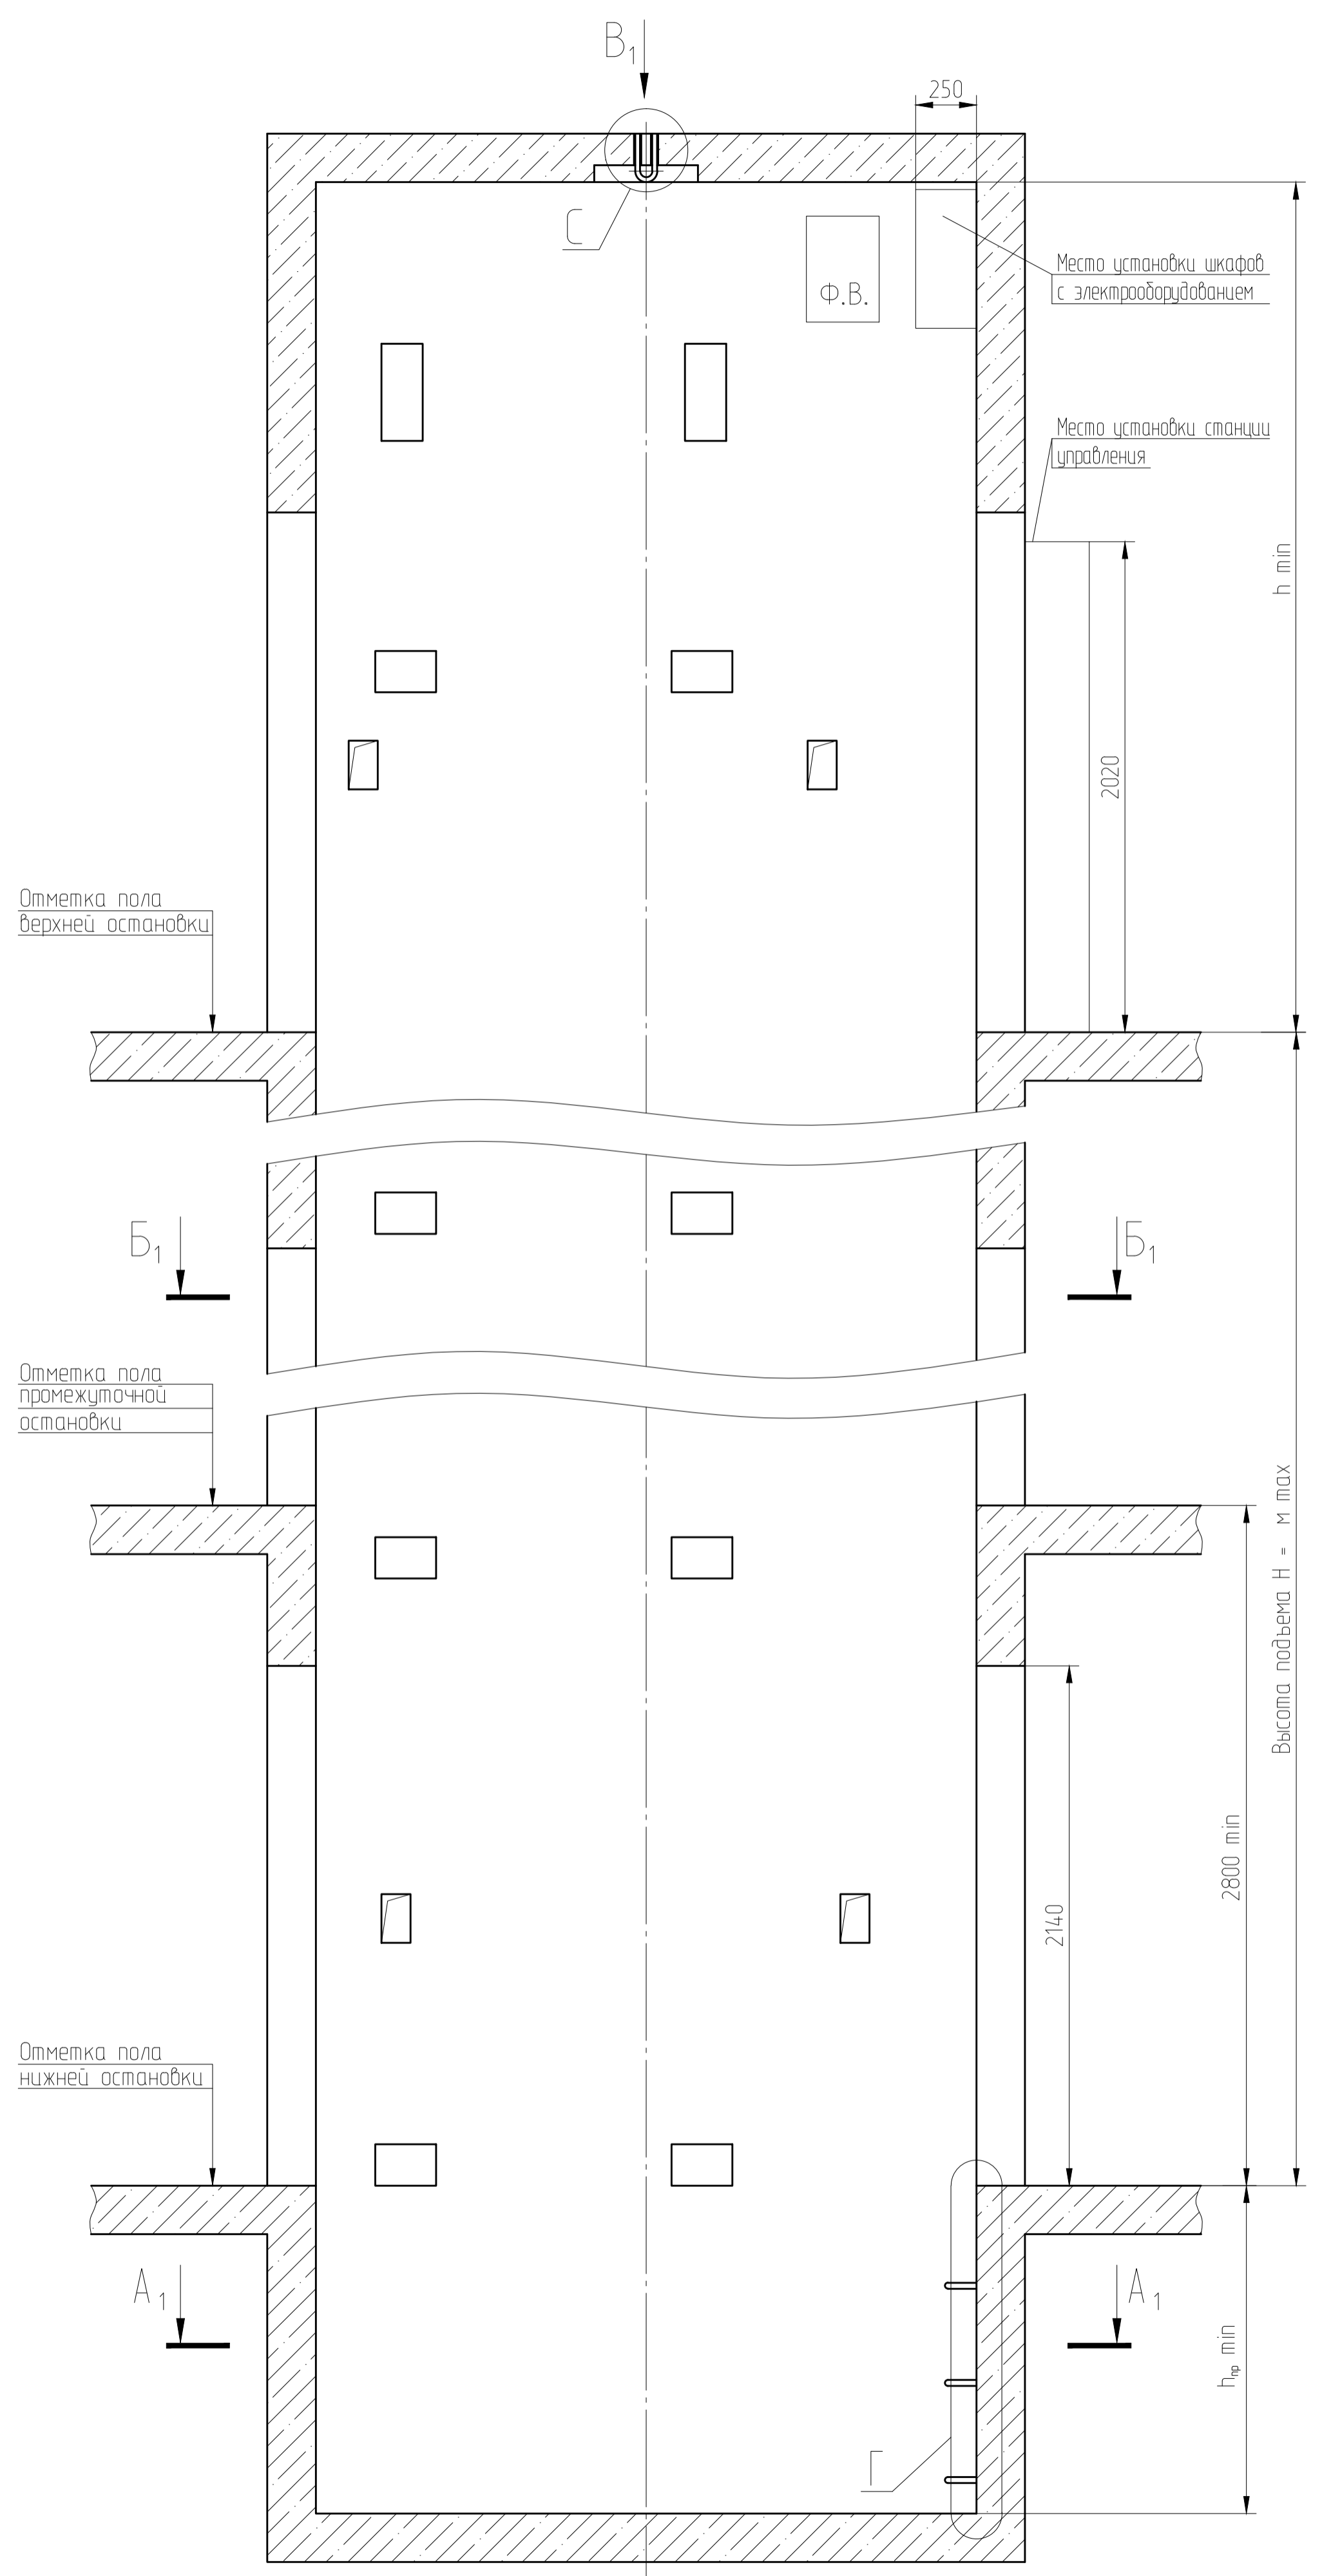 В₁
250
С
Ф.В.
Место установки шкафов
с электрооборудованием
Место установки станции
управления
h min
2020
Отметка пола
верхней остановки
Б₁
Б₁
Отметка пола
промежуточной
остановки
Высота подъема Н = м max
2800 min
2140
Отметка пола
нижней остановки
А₁
А₁
hпр min
Г